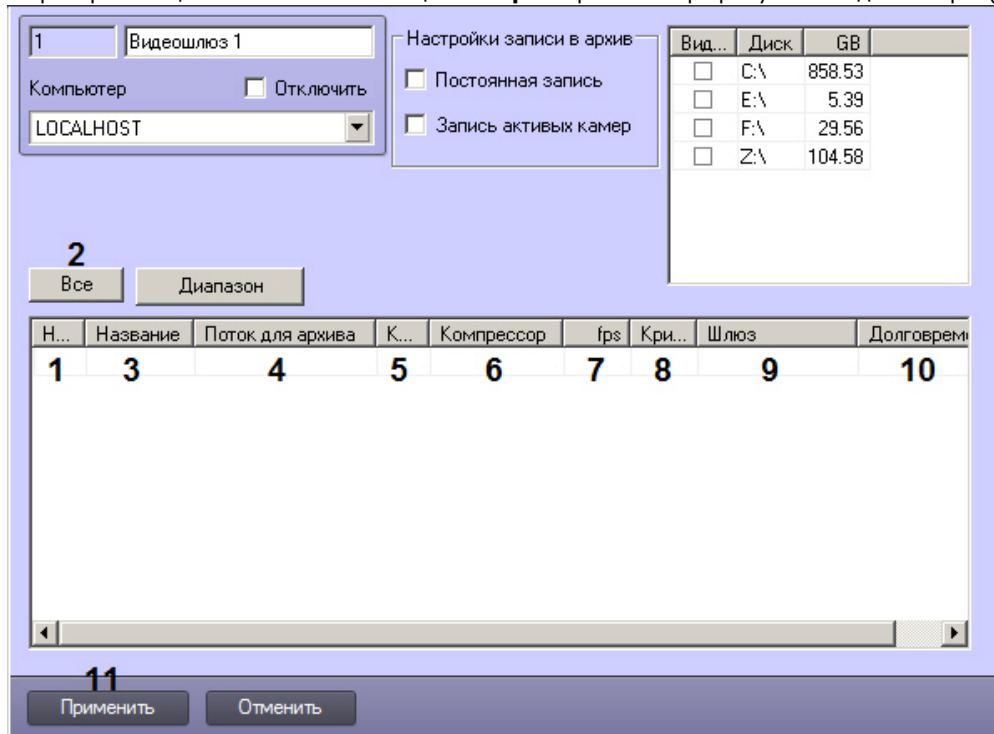 1 Видеошлюз 1
Компьютер Отключить
LOCALHOST
Настройки записи в архив
Постоянная запись
Запись активых камер
Вид... Диск GB
C:\ 858.53
E:\ 5.39
F:\ 29.56
Z:\ 104.58
2
Все Диапазон
Н... Название Поток для архива К... Компрессор fps Кри... Шлюз Долговрем
1 3 4 5 6 7 8 9 10
11
Применить Отменить